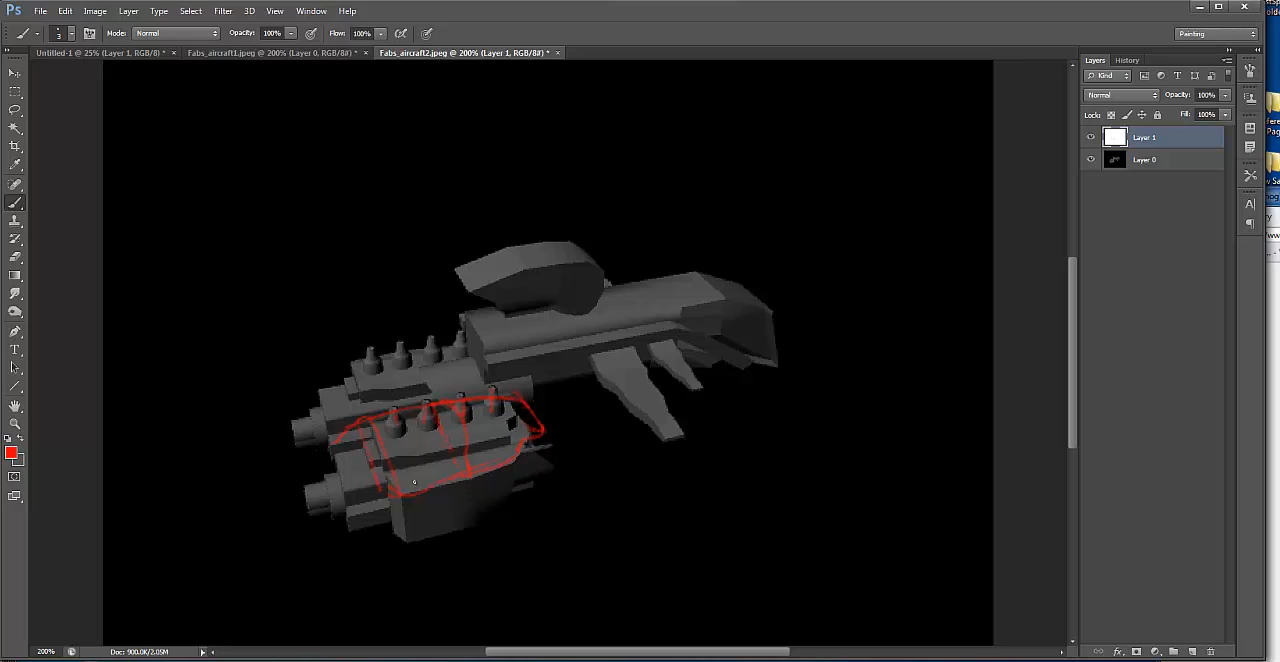 Ps File Edit Image Layer Type Select Filter 3D View Window Help
3 Mode: Normal Opacity: 100% Flow: 100% Painting
Untitled-1 @ 25% (Layer 1, RGB/8) * × Fabs_aircraft1.jpeg @ 200% (Layer 0, RGB/8#) * × Fabs_aircraft2.jpeg @ 200% (Layer 1, RGB/8#) * ×
Layers History
Kind
Normal Opacity: 100%
Lock: Fill: 100%
Layer 1
Layer 0
200% Doc: 900.0K/2.05M